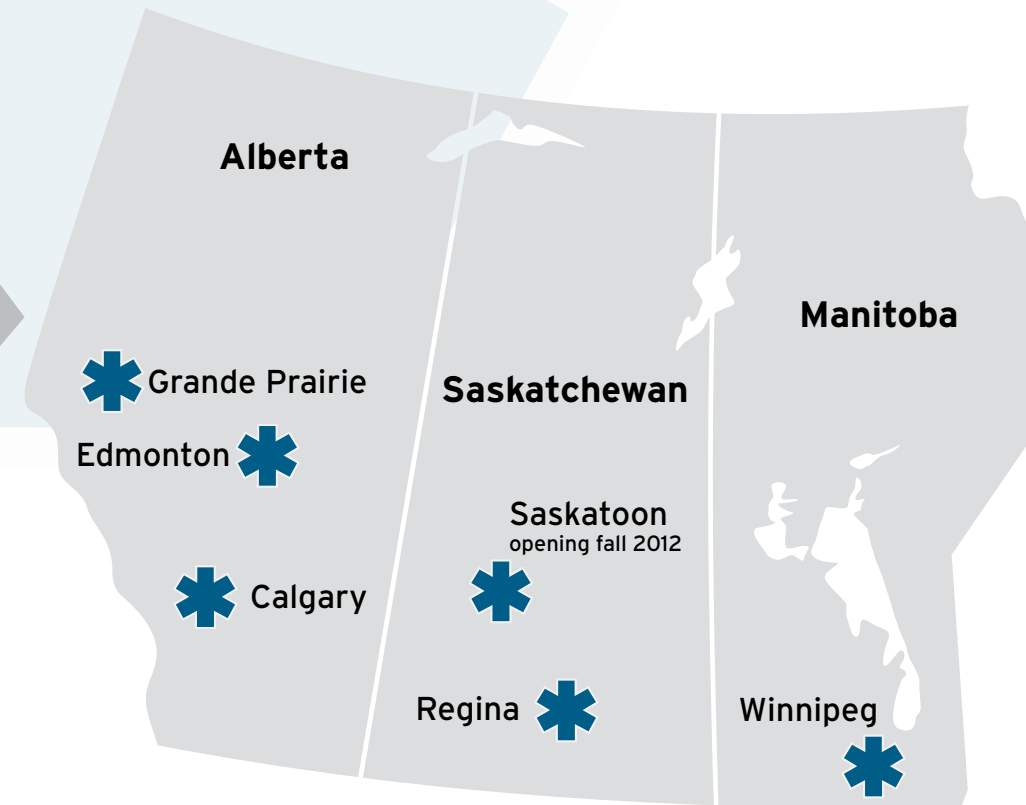 Alberta
Manitoba
Grande Prairie
Saskatchewan
Edmonton
Saskatoon
opening fall 2012
Calgary
Regina
Winnipeg